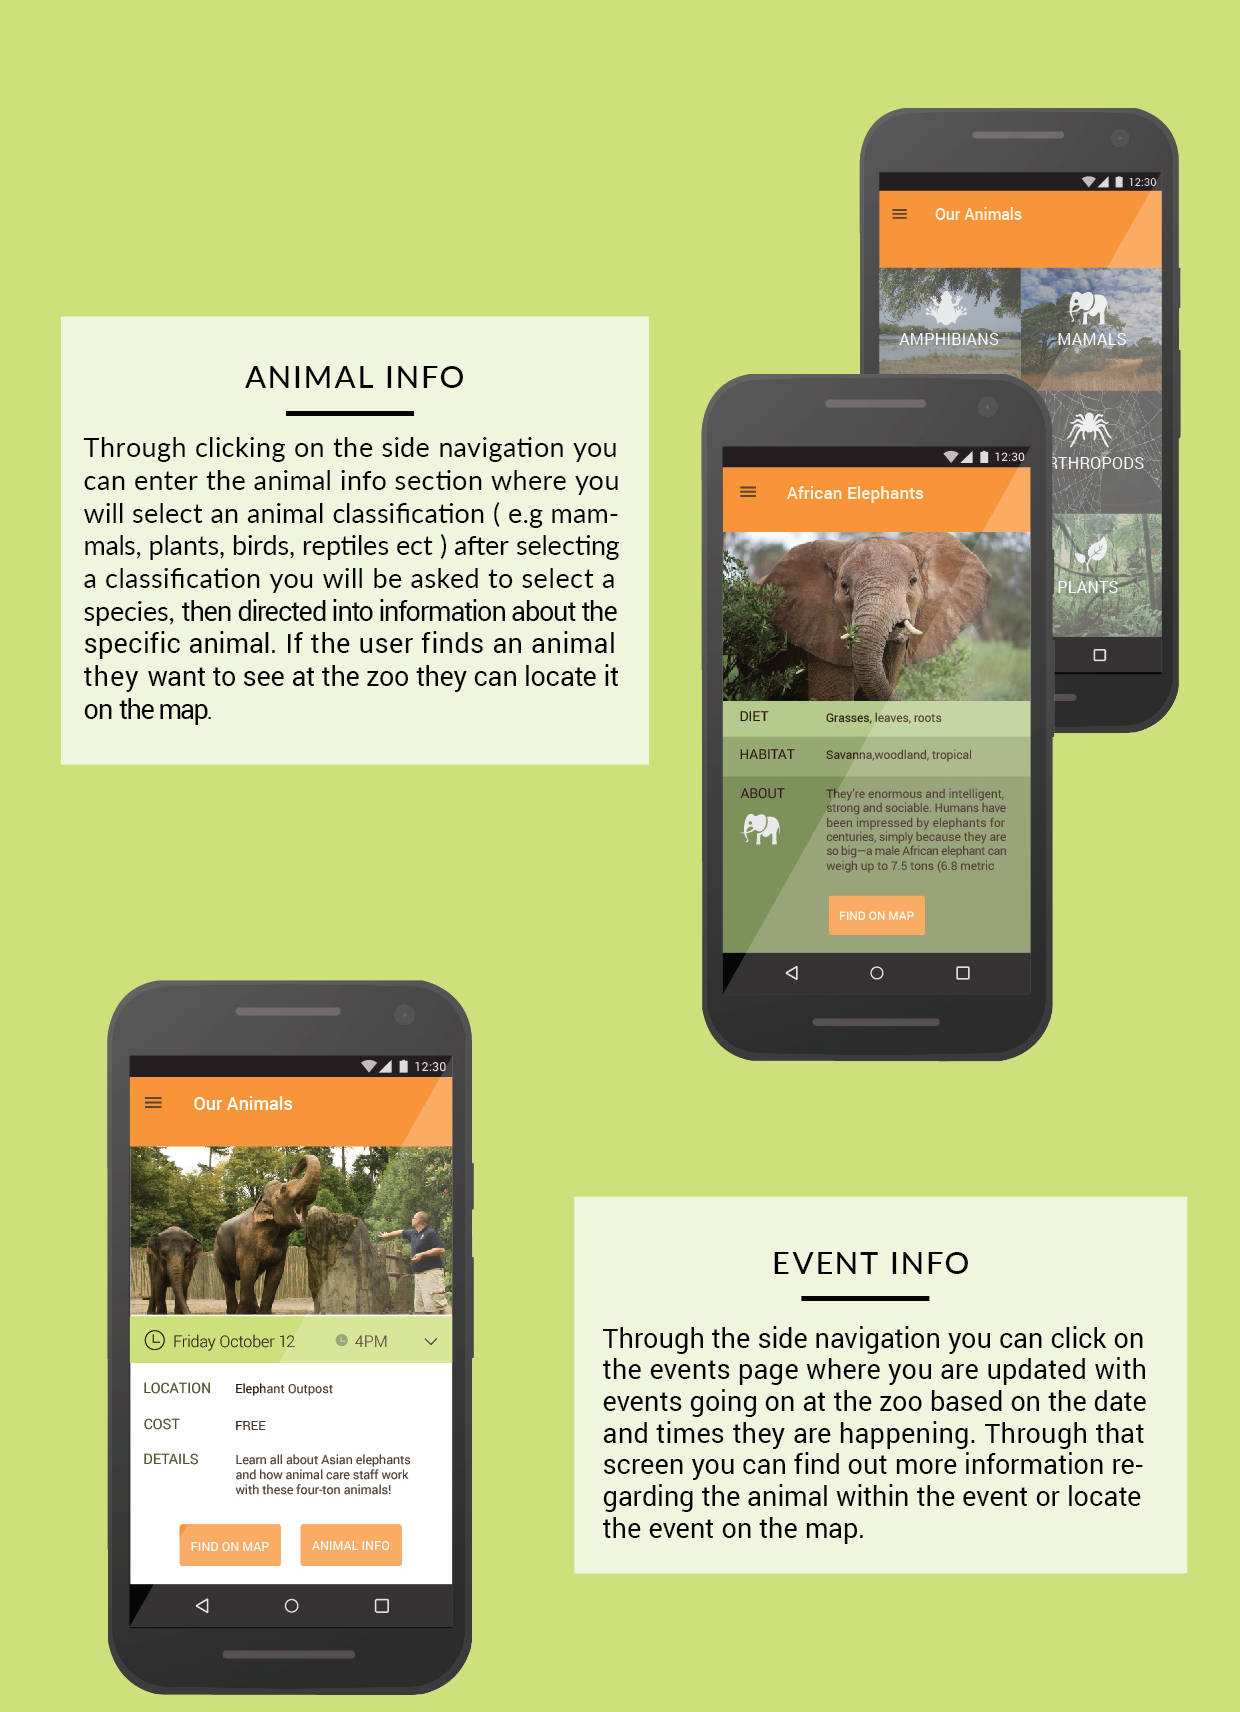 12:30
Our Animals
AMPHIBIANS
MAMALS
RTHROPODS
PLANTS
ANIMAL INFO
Through clicking on the side navigation you
can enter the animal info section where you
will select an animal classification ( e.g mam-
mals, plants, birds, reptiles ect ) after selecting
a classification you will be asked to select a
species, then directed into information about the
specific animal. If the user finds an animal
they want to see at the zoo they can locate it
on the map.
12:30
African Elephants
DIET Grasses, leaves, roots
HABITAT Savanna,woodland, tropical
ABOUT They're enormous and intelligent,
strong and sociable. Humans have
been impressed by elephants for
centuries, simply because they are
so big—a male African elephant can
weigh up to 7.5 tons (6.8 metric
FIND ON MAP
12:30
Our Animals
Friday October 12 4PM
LOCATION Elephant Outpost
COST FREE
DETAILS Learn all about Asian elephants
and how animal care staff work
with these four-ton animals!
FIND ON MAP ANIMAL INFO
EVENT INFO
Through the side navigation you can click on
the events page where you are updated with
events going on at the zoo based on the date
and times they are happening. Through that
screen you can find out more information re-
garding the animal within the event or locate
the event on the map.